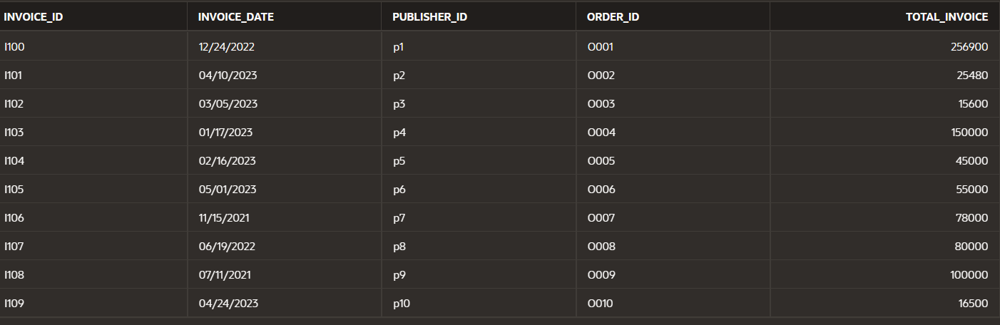 INVOICE_ID INVOICE_DATE PUBLISHER_ID ORDER_ID TOTAL_INVOICE
I100 12/24/2022 p1 O001 256900
I101 04/10/2023 p2 O002 25480
I102 03/05/2023 p3 O003 15600
I103 01/17/2023 p4 O004 150000
I104 02/16/2023 p5 O005 45000
I105 05/01/2023 p6 O006 55000
I106 11/15/2021 p7 O007 78000
I107 06/19/2022 p8 O008 80000
I108 07/11/2021 p9 O009 100000
I109 04/24/2023 p10 O010 16500